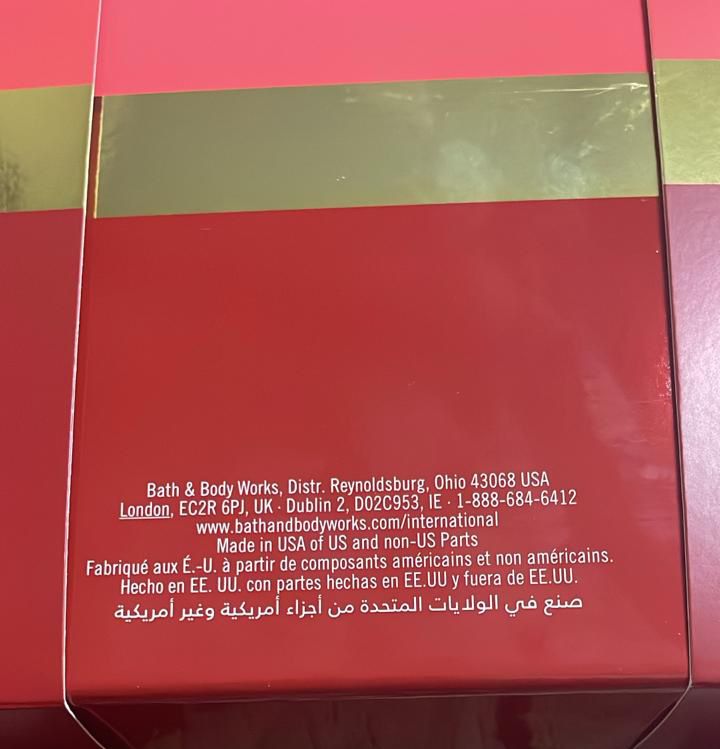 Bath & Body Works, Distr. Reynoldsburg, Ohio 43068 USA
London, EC2R 6PJ, UK · Dublin 2, D02C953, IE · 1-888-684-6412
www.bathandbodyworks.com/international
Made in USA of US and non-US Parts
Fabriqué aux É.-U. à partir de composants américains et non américains.
Hecho en EE. UU. con partes hechas en EE.UU y fuera de EE.UU.
صنع في الولايات المتحدة من أجزاء أمريكية وغير أمريكية